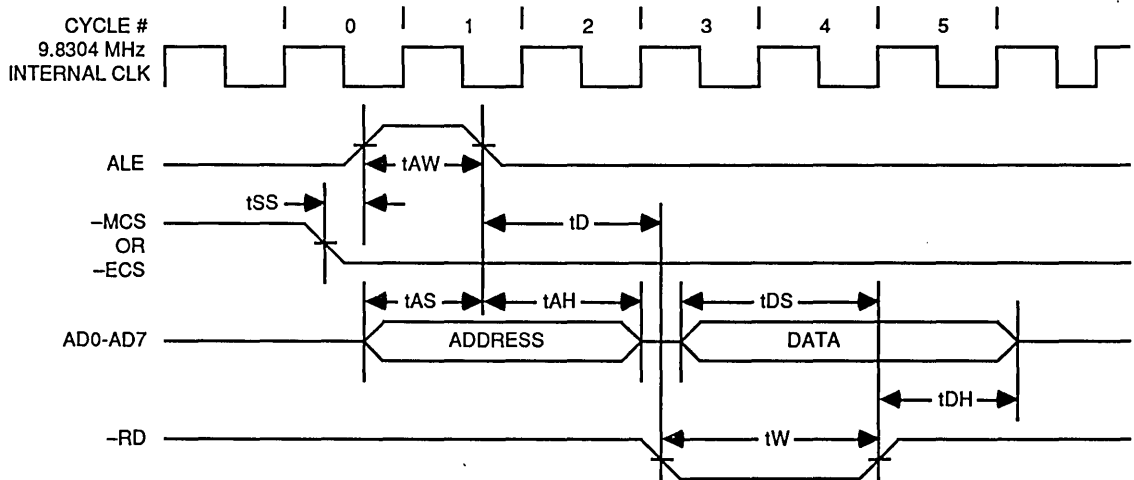 CYCLE # 0 1 2 3 4 5
9.8304 MHz
INTERNAL CLK
ALE tAW
tSS
–MCS tD
OR
–ECS
tAS tAH tDS
AD0-AD7 ADDRESS DATA
tDH
–RD tW